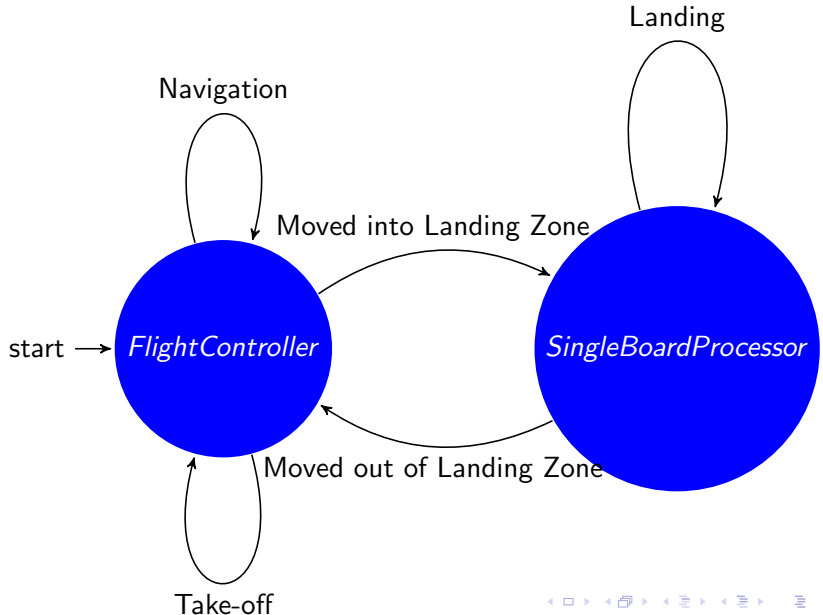 Landing
Navigation
Moved into Landing Zone
start
FlightController
SingleBoardProcessor
Moved out of Landing Zone
Take-off